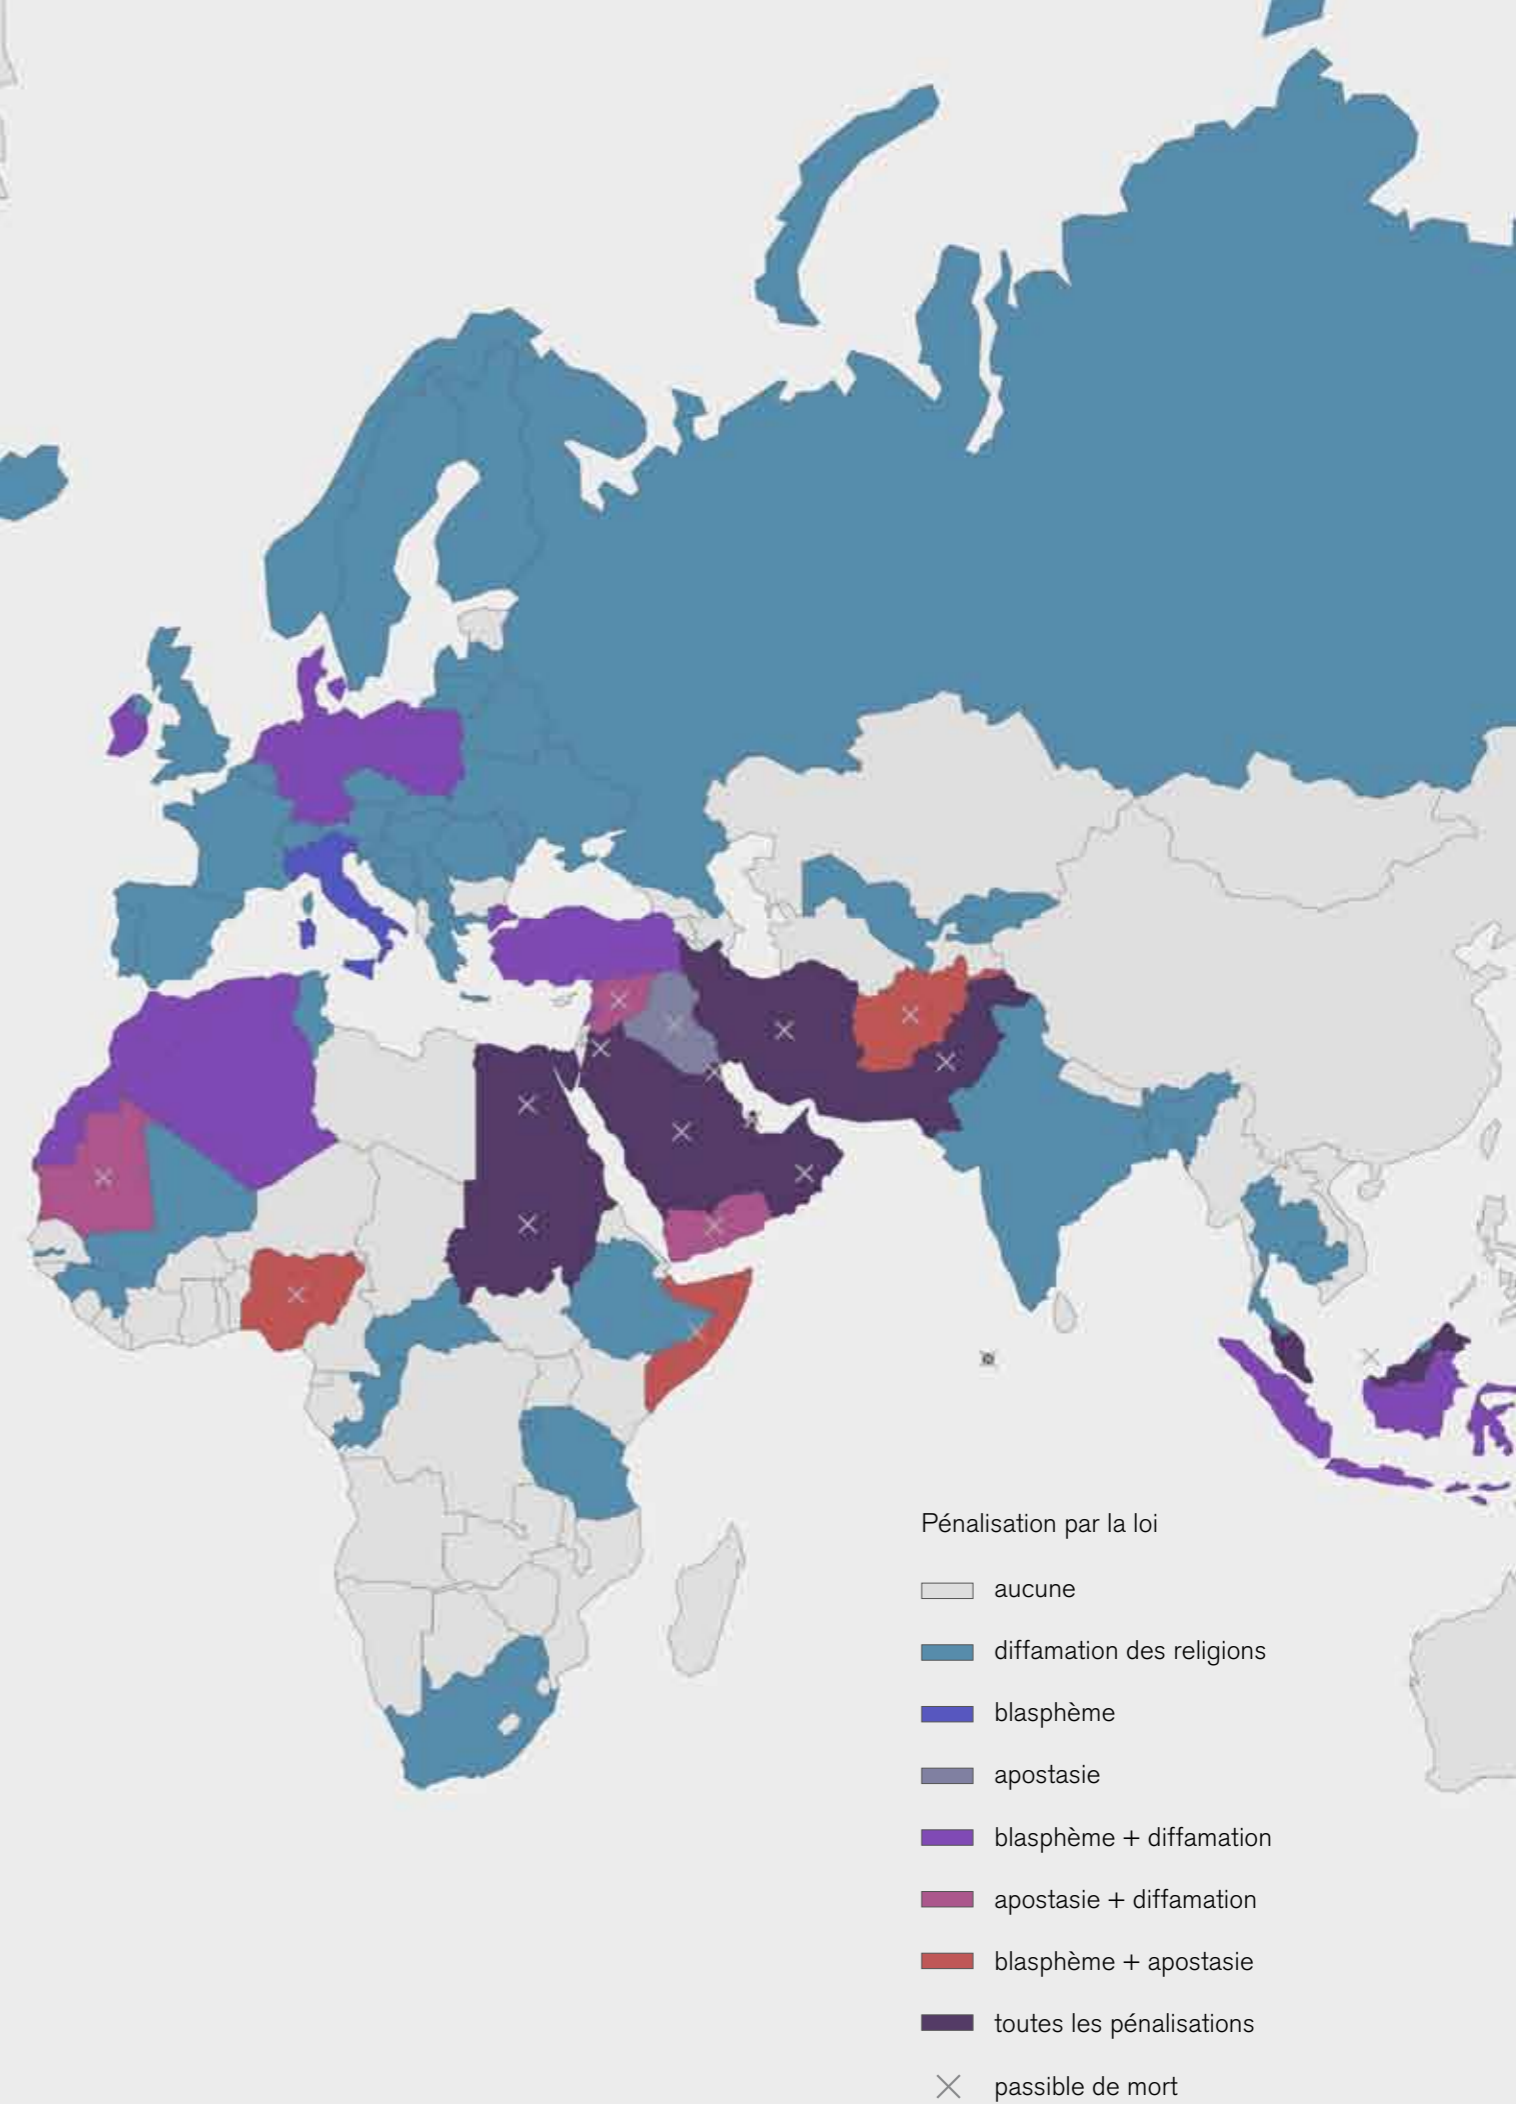 Pénalisation par la loi
aucune
diffamation des religions
blasphème
apostasie
blasphème + diffamation
apostasie + diffamation
blasphème + apostasie
toutes les pénalisations
passible de mort